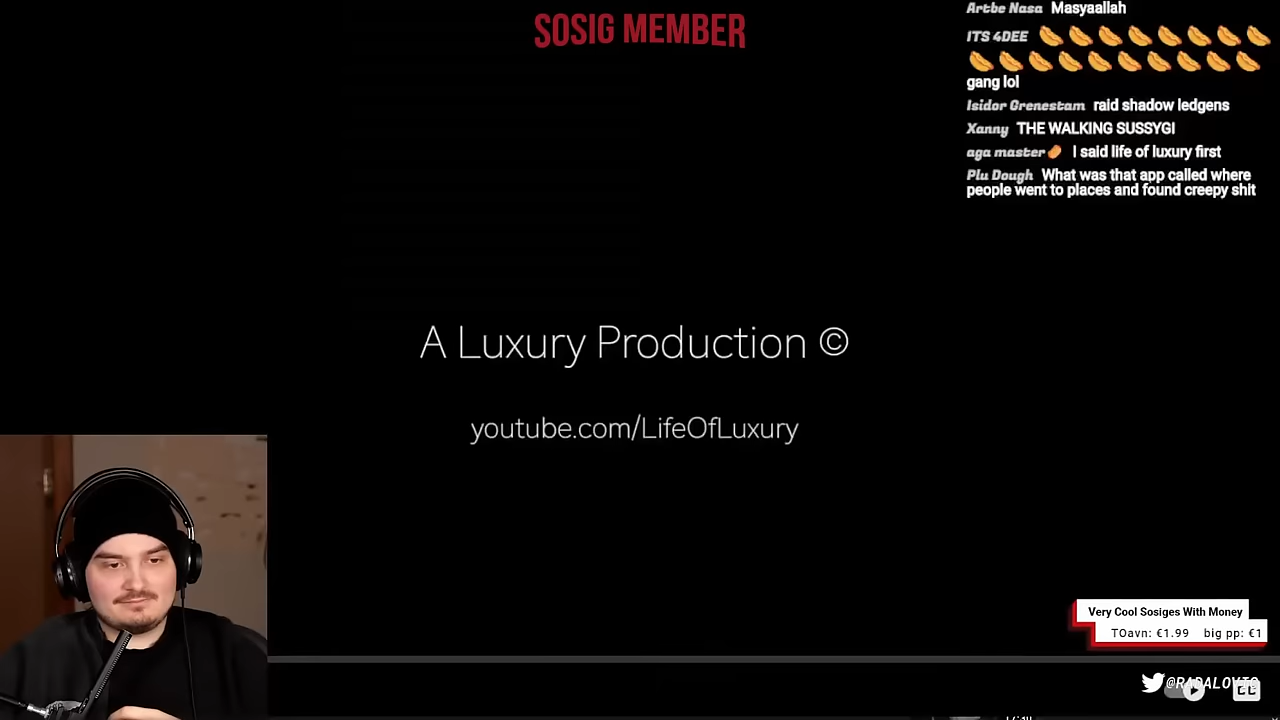 SOSIG MEMBER
Artbe Nasa Masyaallah
ITS 4DEE
gang lol
Isidor Grenestam raid shadow ledgens
Xanny THE WALKING SUSSYGI
aga master I said life of luxury first
Plu Dough What was that app called where
people went to places and found creepy shit
A Luxury Production ©
youtube.com/LifeOfLuxury
Very Cool Sosiges With Money
TOavn: €1.99 big pp: €1